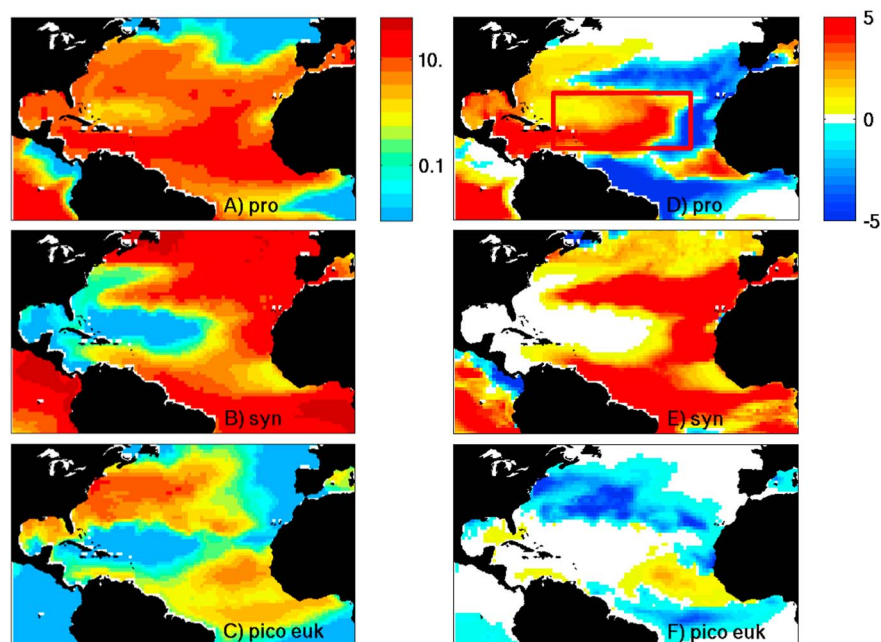 10.
0.1
A) pro
5
0
-5
D) pro
B) syn
E) syn
C) pico euk
F) pico euk